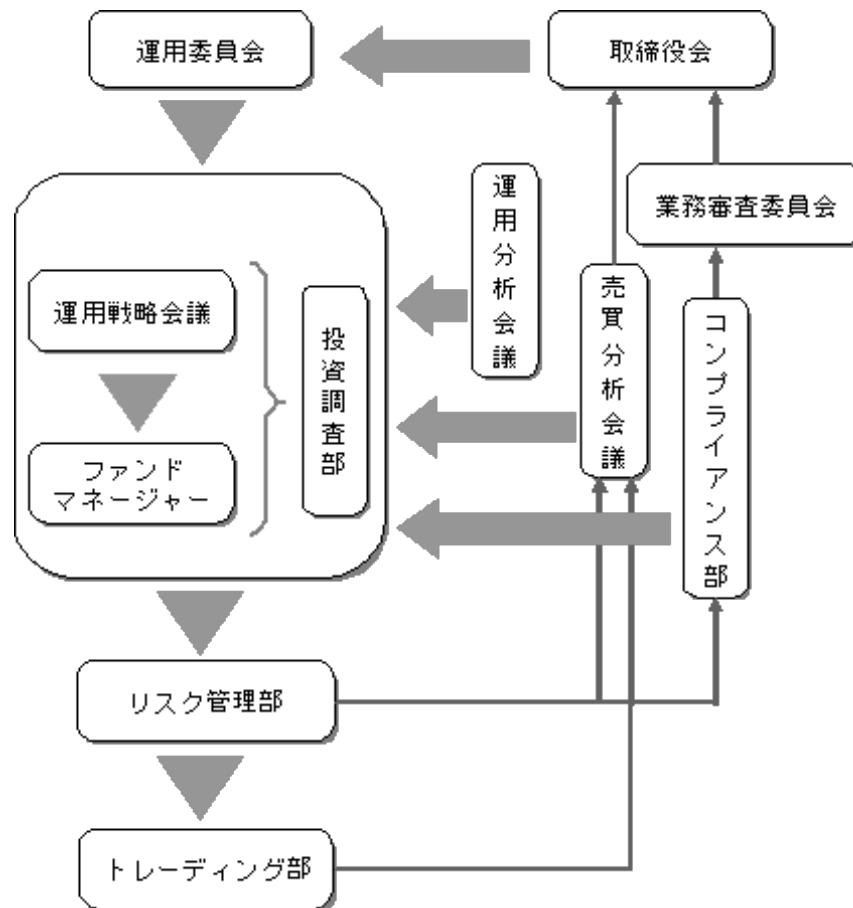 運用委員会
取締役会
運用分析会議
業務審査委員会
運用戦略会議
投資調査部
売買分析会議
コンプライアンス部
ファンド
マネージャー
リスク管理部
トレーディング部